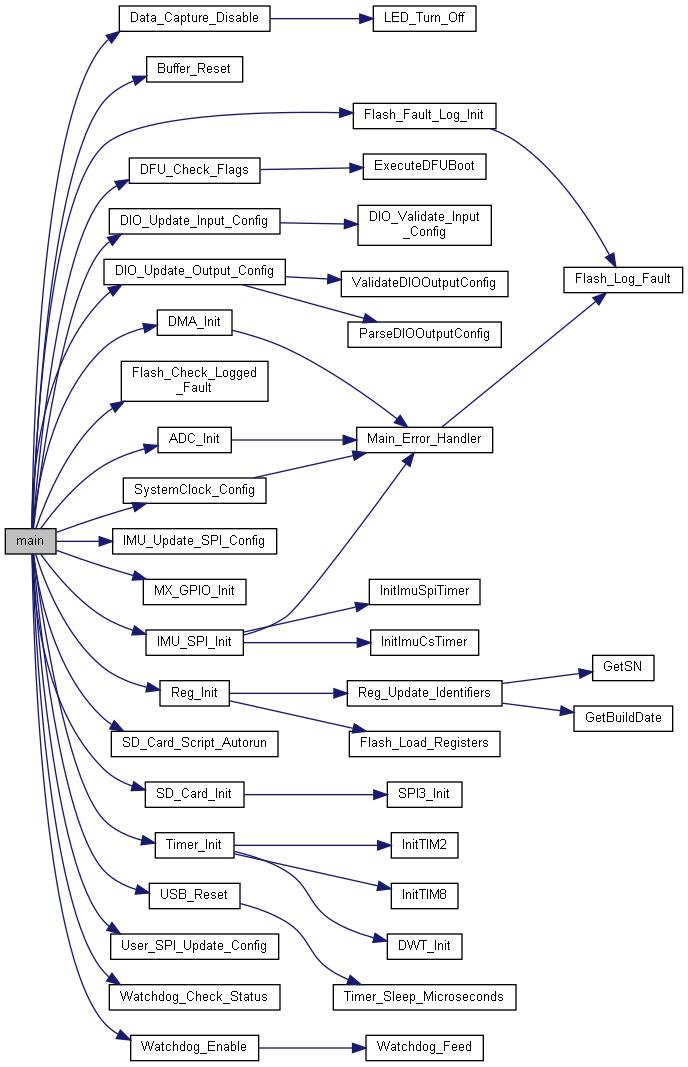 Data_Capture_Disable
LED_Turn_Off
Buffer_Reset
Flash_Fault_Log_Init
DFU_Check_Flags
ExecuteDFUBoot
DIO_Update_Input_Config
DIO_Validate_Input
_Config
DIO_Update_Output_Config
ValidateDIOOutputConfig
Flash_Log_Fault
DMA_Init
ParseDIOOutputConfig
Flash_Check_Logged
_Fault
ADC_Init
Main_Error_Handler
SystemClock_Config
main
IMU_Update_SPI_Config
MX_GPIO_Init
InitImuSpiTimer
IMU_SPI_Init
InitImuCsTimer
GetSN
Reg_Init
Reg_Update_Identifiers
GetBuildDate
SD_Card_Script_Autorun
Flash_Load_Registers
SD_Card_Init
SPI3_Init
Timer_Init
InitTIM2
USB_Reset
InitTIM8
User_SPI_Update_Config
DWT_Init
Watchdog_Check_Status
Timer_Sleep_Microseconds
Watchdog_Enable
Watchdog_Feed